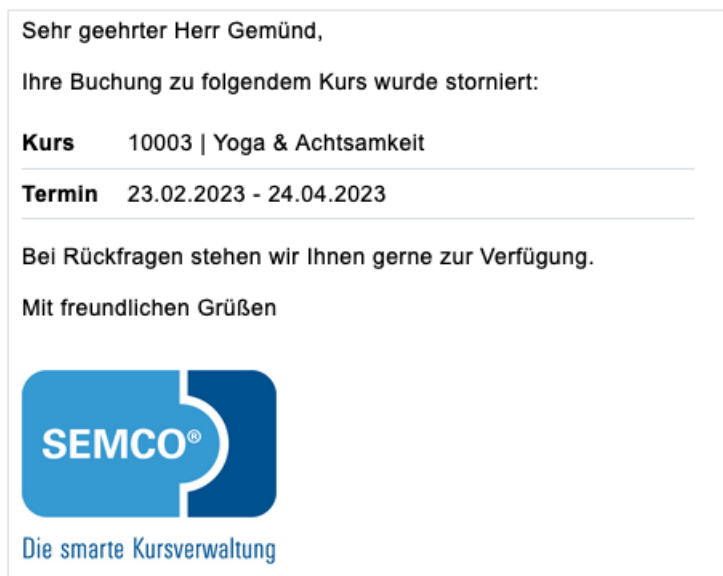 Sehr geehrter Herr Gemünd,
Ihre Buchung zu folgendem Kurs wurde storniert:
Kurs 10003 | Yoga & Achtsamkeit
Termin 23.02.2023 - 24.04.2023
Bei Rückfragen stehen wir Ihnen gerne zur Verfügung.
Mit freundlichen Grüßen
SEMCO®
Die smarte Kursverwaltung